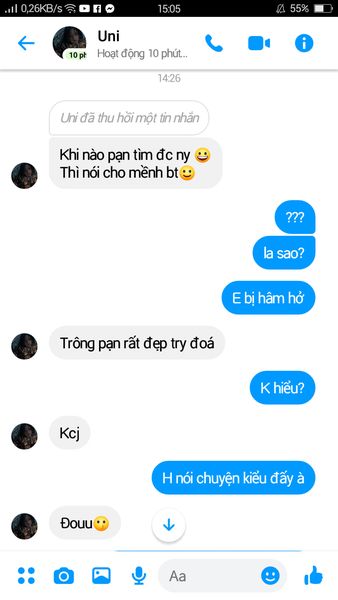 0,26KB/s
15:05
55%
Uni
Hoạt động 10 phút...
10 ph
14:26
Uni đã thu hồi một tin nhắn
Khi nào pạn tìm đc ny 😀
Thì nói cho mềnh bt🙂
???
la sao?
E bị hâm hở
Trông pạn rất đẹp try đoá
K hiểu?
Kcj
H nói chuyện kiểu đấy à
Đouu😶
Aa